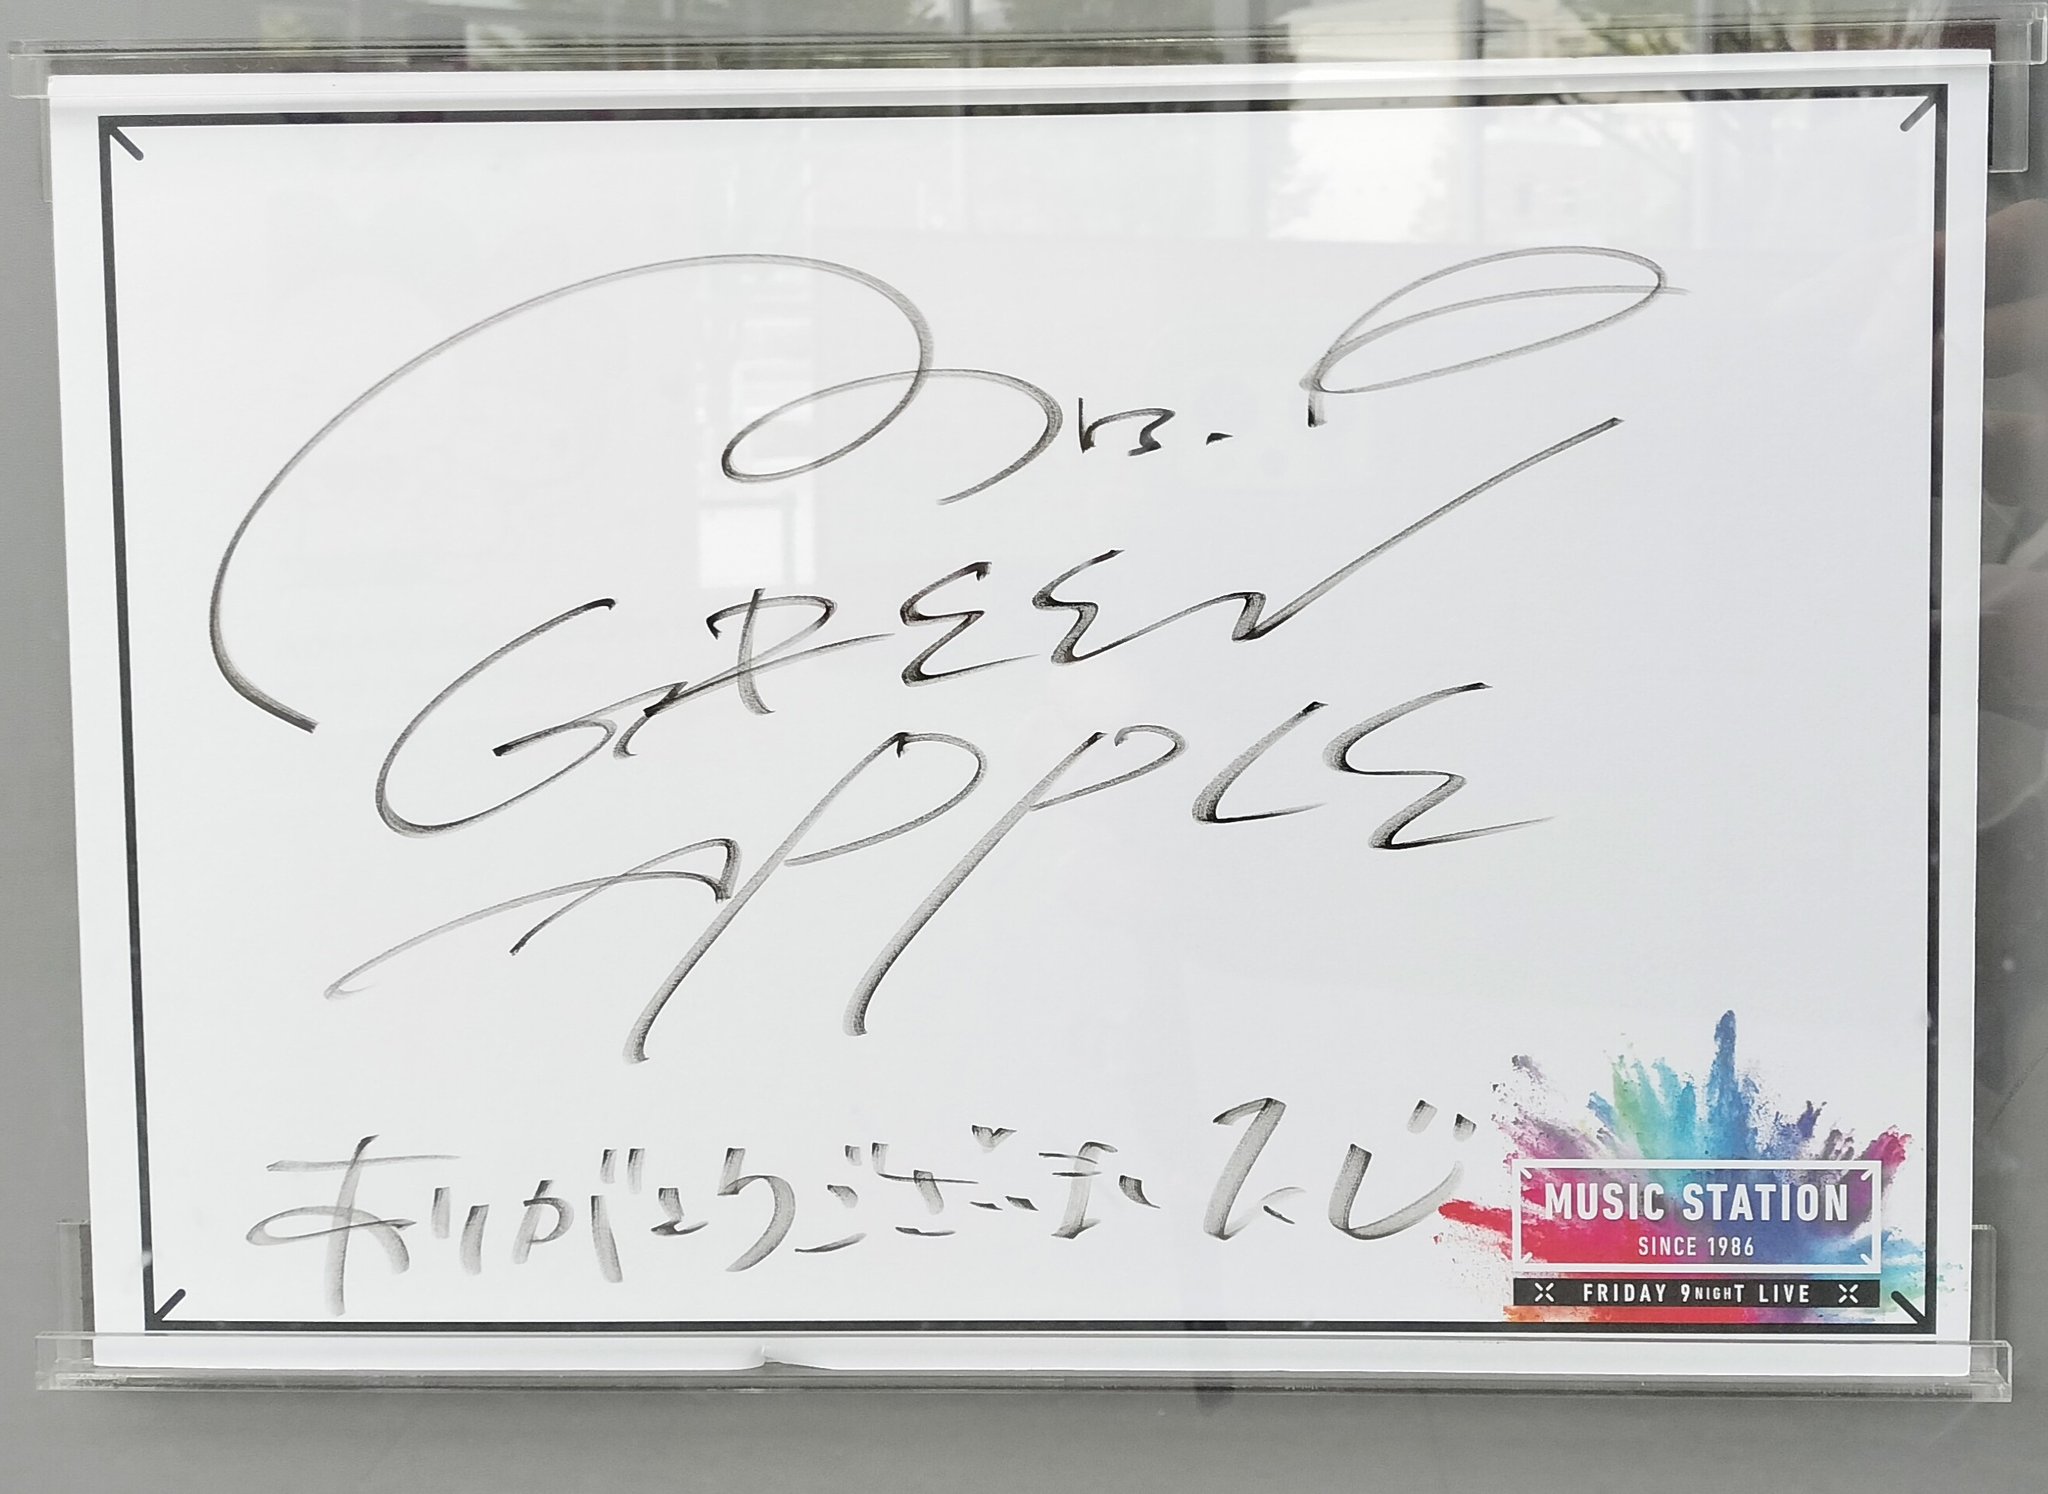 Mrs.
GREEN
APPLE
ありがとうございます
MUSIC STATION
SINCE 1986
FRIDAY 9NIGHT LIVE